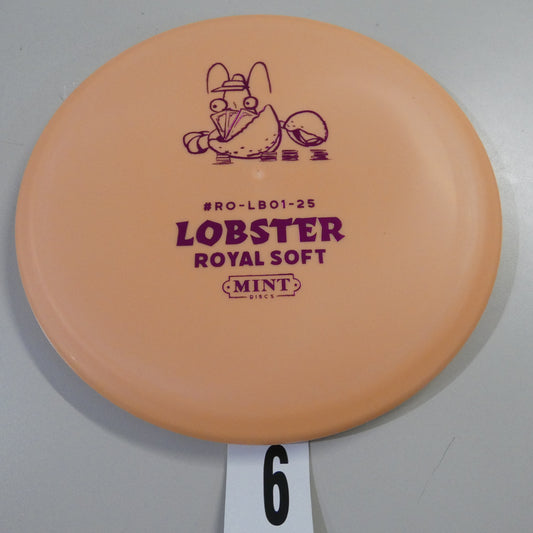 #RO-LB01-25
LOBSTER
ROYAL SOFT
MINT
DISCS
6